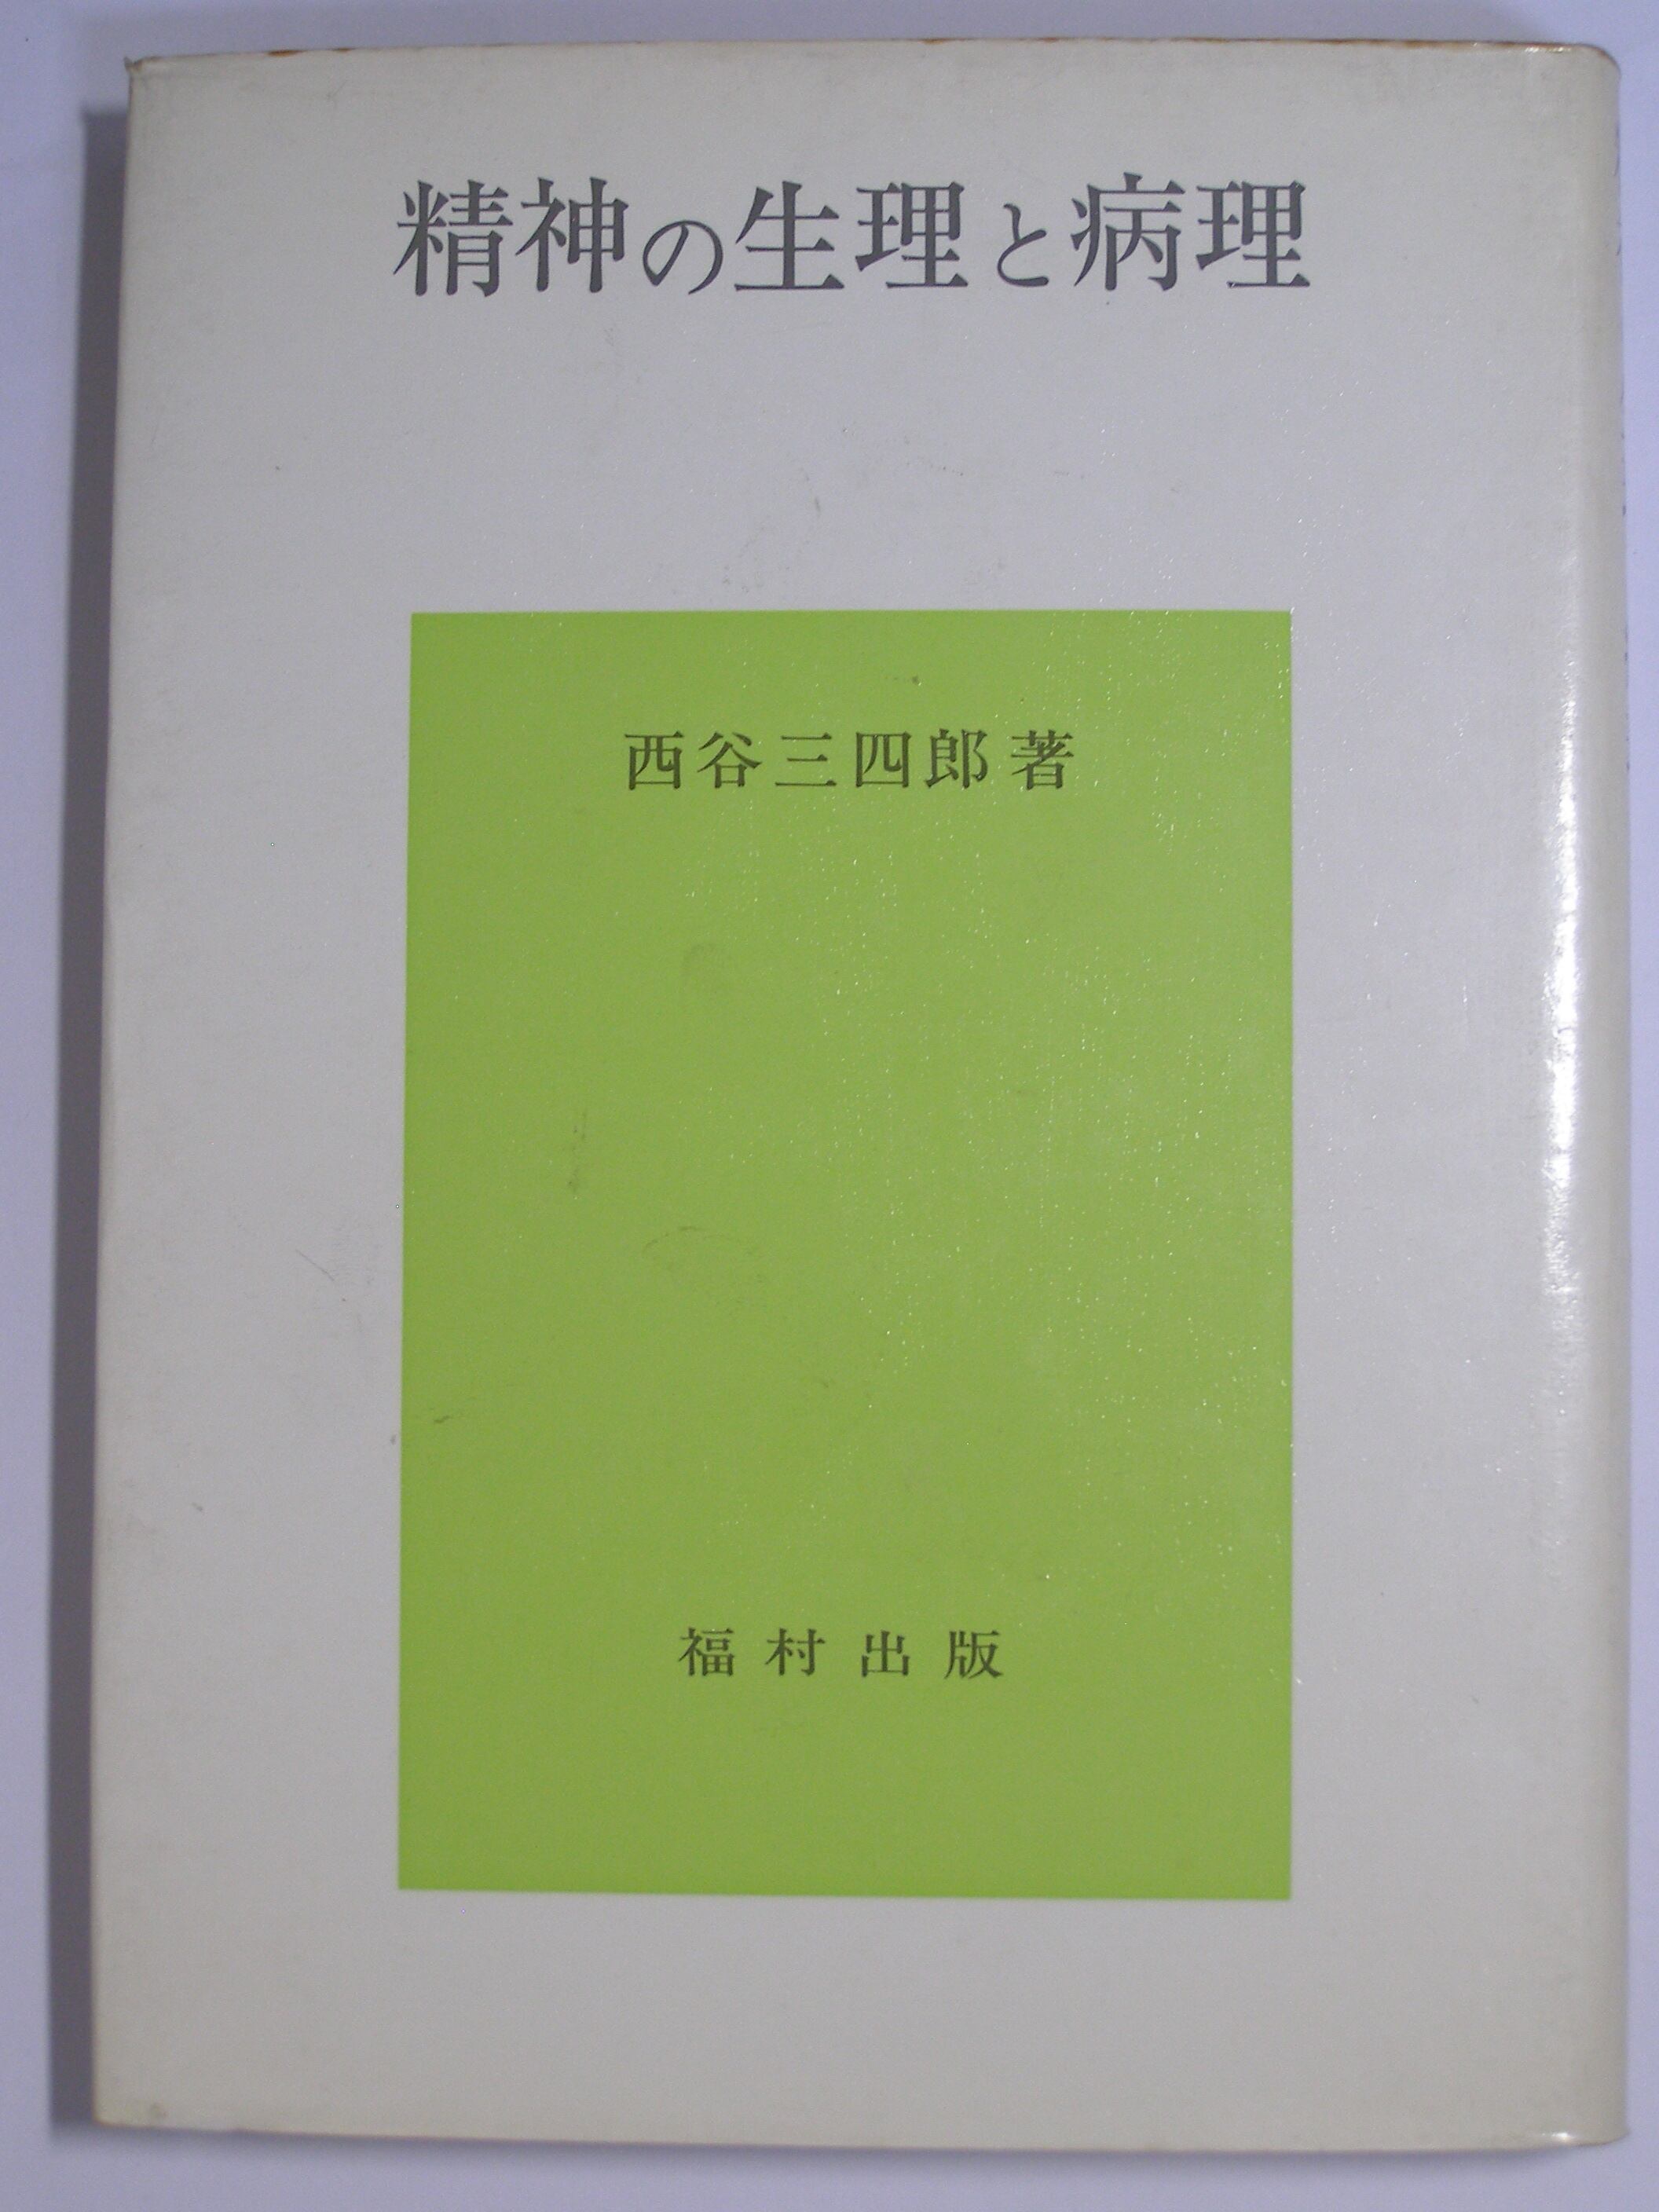 精神の生理と病理
西谷三四郎著
福村出版